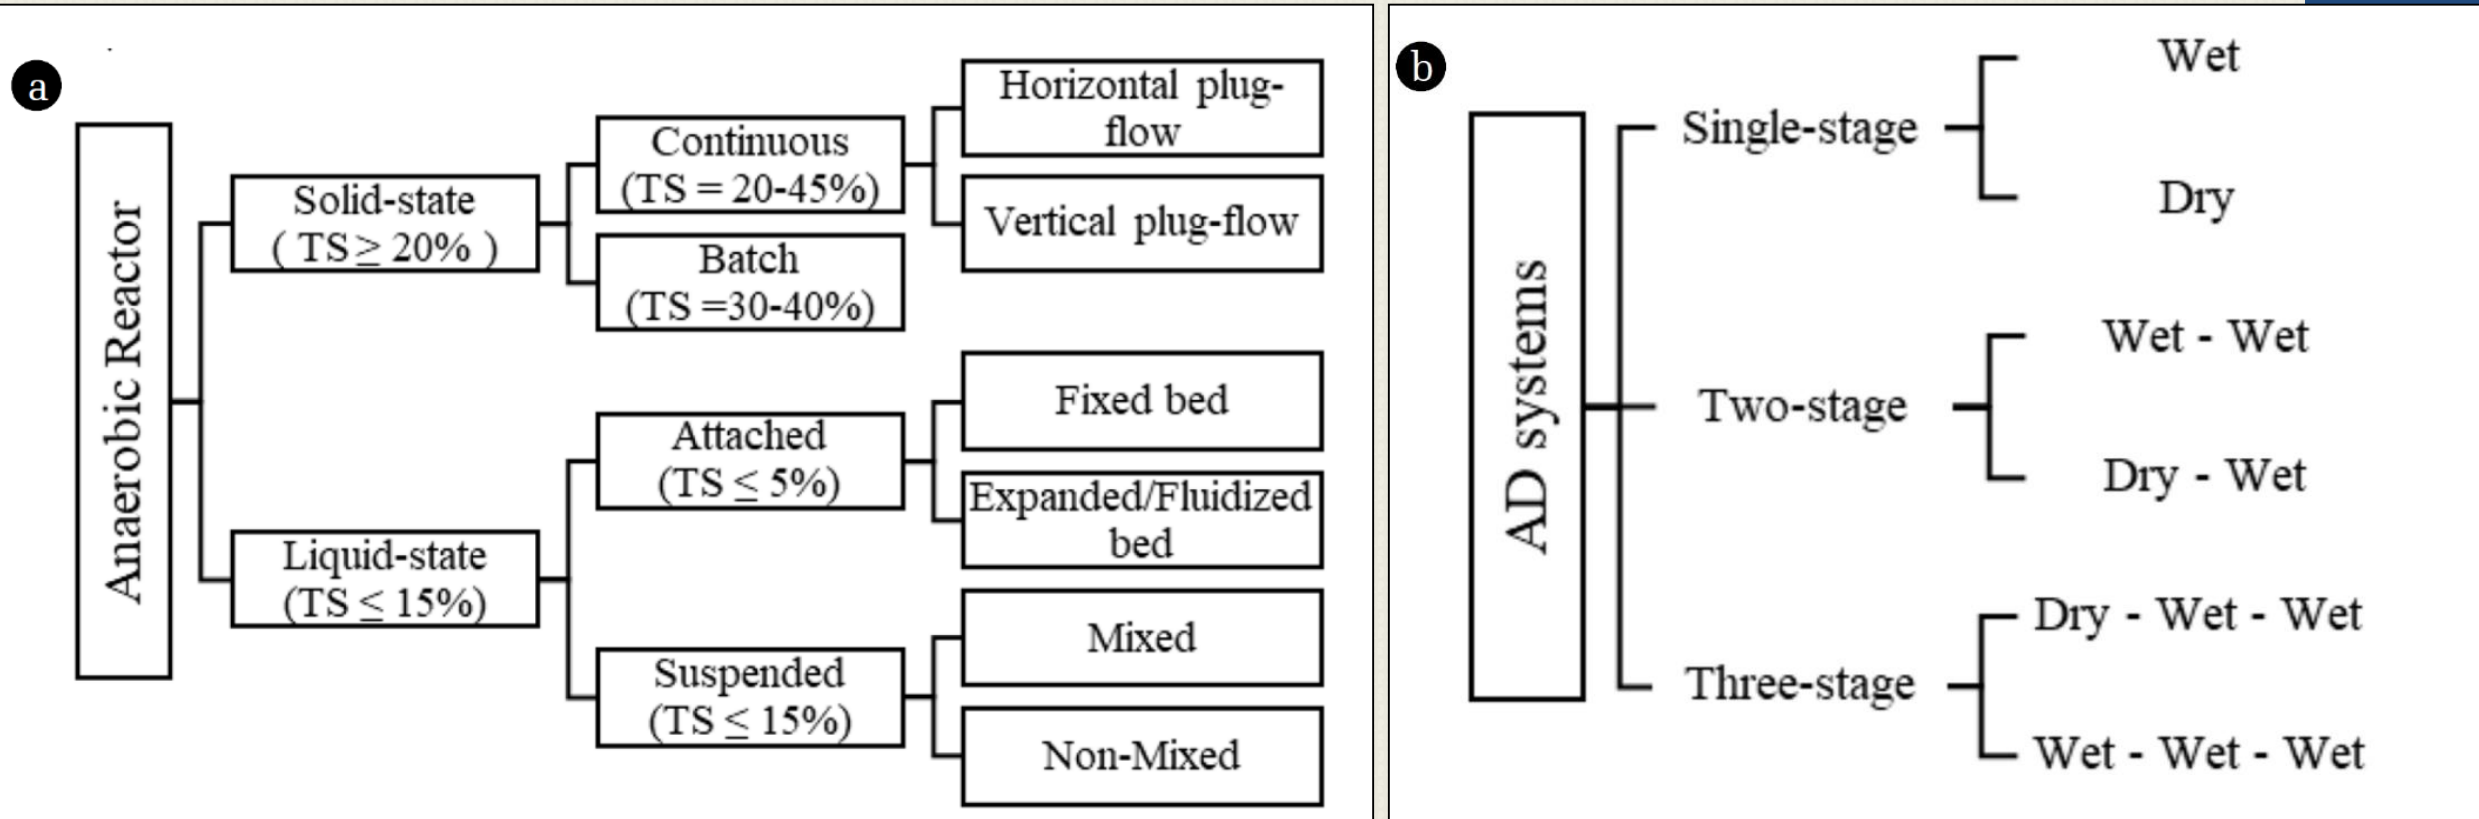 a
Anaerobic Reactor
Solid-state
( TS ≥ 20% )
Liquid-state
(TS ≤ 15%)
Continuous
(TS = 20-45%)
Batch
(TS =30-40%)
Attached
(TS ≤ 5%)
Suspended
(TS ≤ 15%)
Horizontal plug-
flow
Vertical plug-flow
Fixed bed
Expanded/Fluidized
bed
Mixed
Non-Mixed
b
AD systems
Single-stage
Wet
Dry
Two-stage
Wet - Wet
Dry - Wet
Three-stage
Dry - Wet - Wet
Wet - Wet - Wet